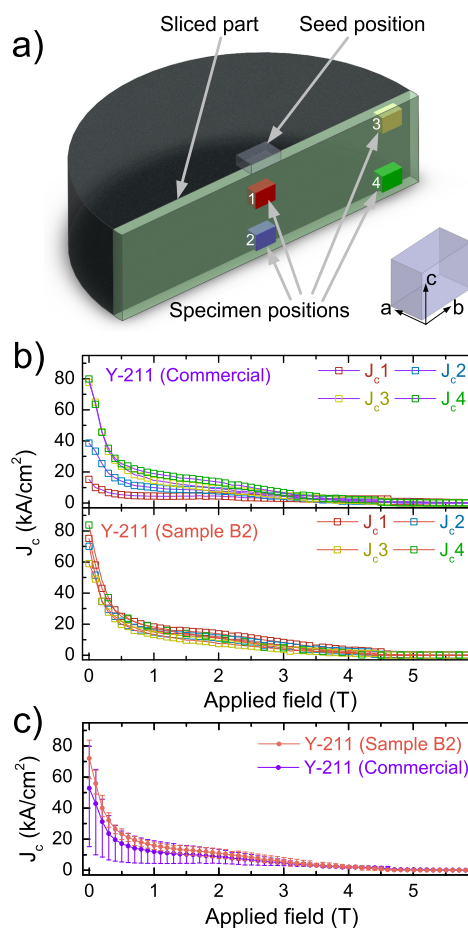 a)
Sliced part Seed position
3
1
4
2
Specimen positions
c
a b
b)
Y-211 (Commercial)
Jc1 Jc2
Jc3 Jc4
80
60
40
20
0
Y-211 (Sample B2)
Jc1 Jc2
Jc3 Jc4
80
60
40
20
0
Jc (kA/cm²)
0 1 2 3 4 5
Applied field (T)
c)
Y-211 (Sample B2)
Y-211 (Commercial)
80
60
40
20
0
Jc (kA/cm²)
0 1 2 3 4 5
Applied field (T)